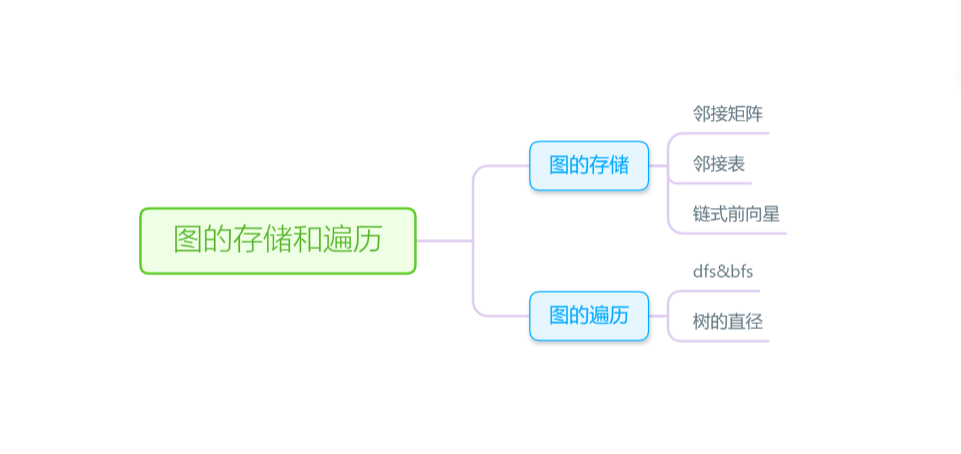 图的存储和遍历
图的存储
邻接矩阵
邻接表
链式前向星
图的遍历
dfs&bfs
树的直径